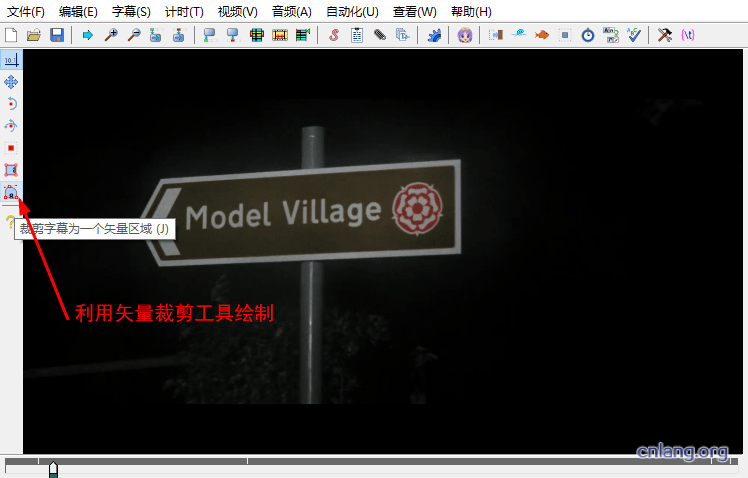 文件(F) 编辑(E) 字幕(S) 计时(T) 视频(V) 音频(A) 自动化(U) 查看(W) 帮助(H)
Model Village
裁剪字幕为一个矢量区域 (J)
利用矢量裁剪工具绘制
cnlang.org